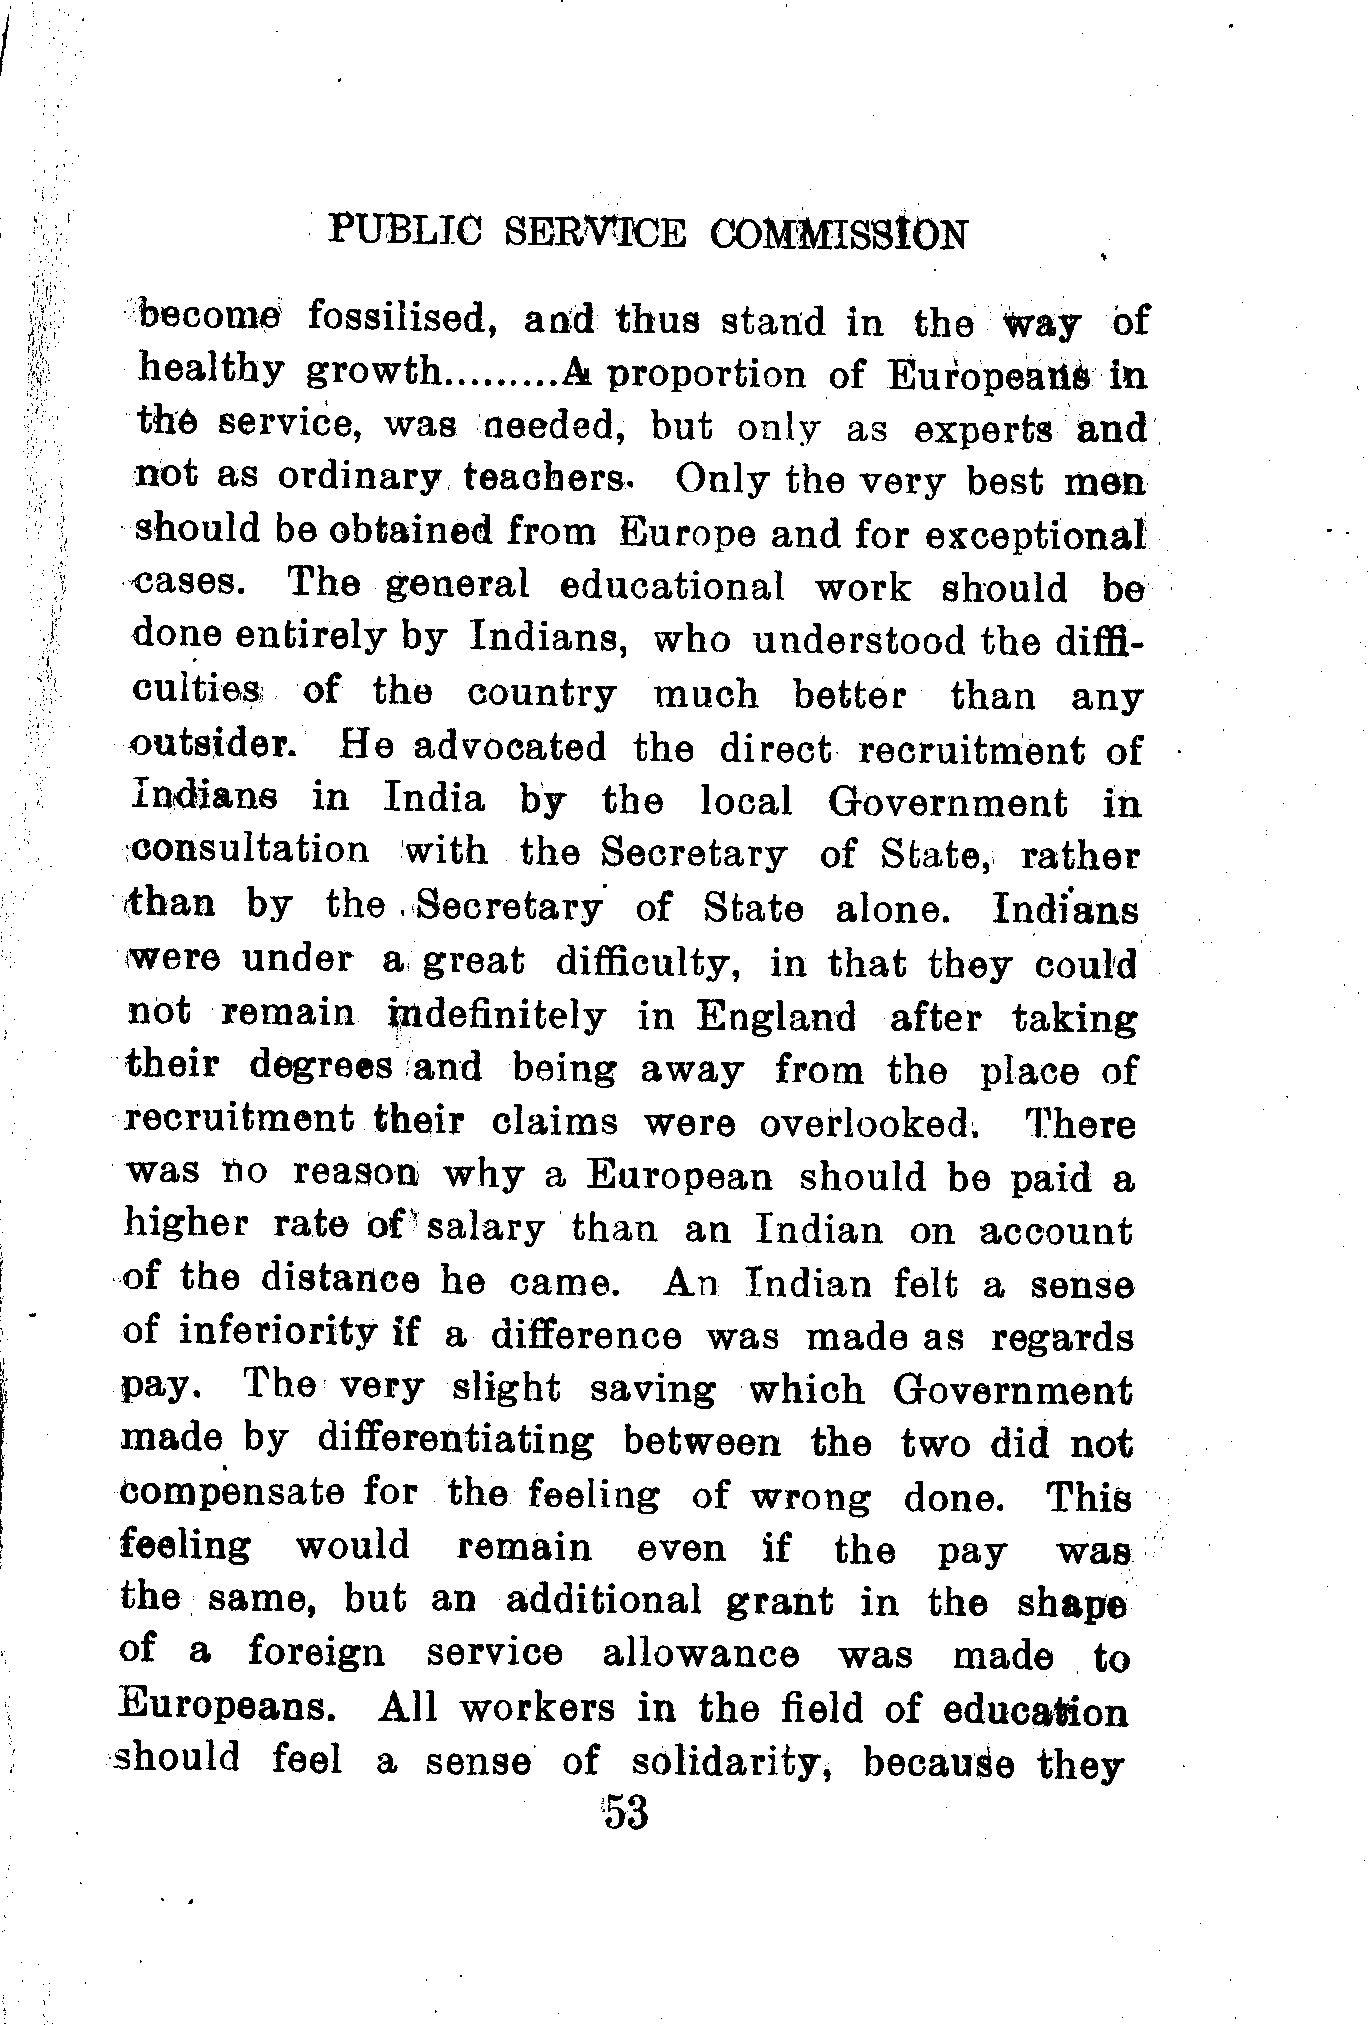 PUBLIC SERVICE COMMISSION
become fossilised, and thus stand in the way of
healthy growth.........A proportion of Europeans in
the service, was needed, but only as experts and
not as ordinary teachers. Only the very best men
should be obtained from Europe and for exceptional
cases. The general educational work should be
done entirely by Indians, who understood the diffi-
culties of the country much better than any
outsider. He advocated the direct recruitment of
Indians in India by the local Government in
consultation with the Secretary of State, rather
than by the Secretary of State alone. Indians
were under a great difficulty, in that they could
not remain indefinitely in England after taking
their degrees and being away from the place of
recruitment their claims were overlooked. There
was no reason why a European should be paid a
higher rate of salary than an Indian on account
of the distance he came. An Indian felt a sense
of inferiority if a difference was made as regards
pay. The very slight saving which Government
made by differentiating between the two did not
compensate for the feeling of wrong done. This
feeling would remain even if the pay was
the same, but an additional grant in the shape
of a foreign service allowance was made to
Europeans. All workers in the field of education
should feel a sense of solidarity, because they
53